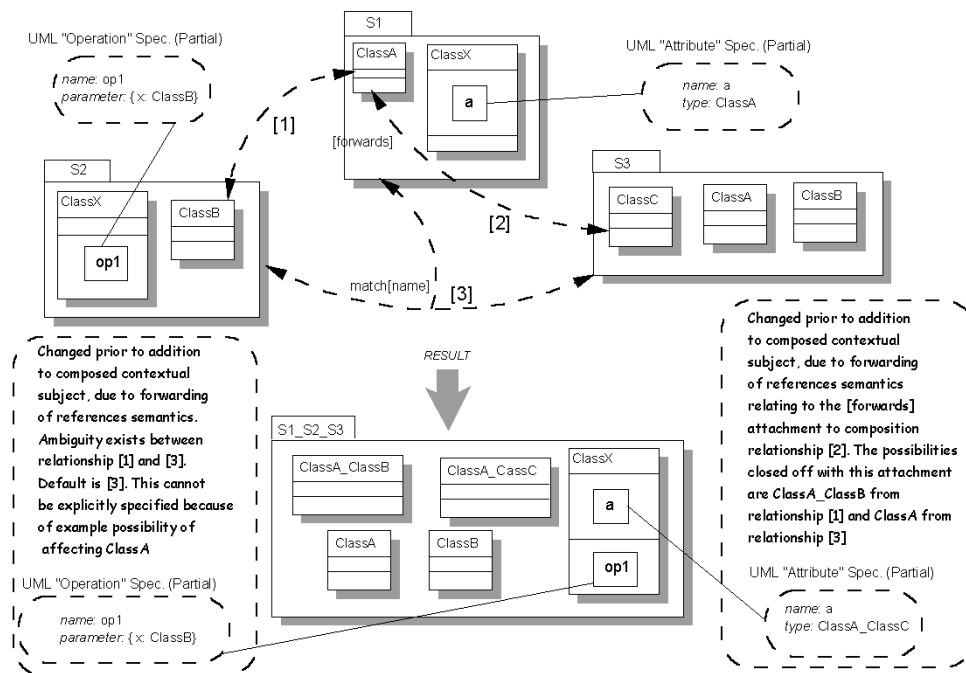 S1
UML "Operation" Spec. (Partial)
name: op1
parameter: { x: ClassB}
ClassA
ClassX
a
UML "Attribute" Spec. (Partial)
name: a
type: ClassA
[1]
[forwards]
S2
ClassX
ClassB
op1
[2]
S3
ClassC
ClassA
ClassB
match[name]
[3]
Changed prior to addition
to composed contextual
subject, due to forwarding
of references semantics.
Ambiguity exists between
relationship [1] and [3].
Default is [3]. This cannot
be explicitly specified because
of example possibility of
affecting ClassA
UML "Operation" Spec. (Partial)
name: op1
parameter: { x: ClassB}
RESULT
S1_S2_S3
ClassA_ClassB
ClassA_CassC
ClassX
a
ClassA
ClassB
op1
Changed prior to addition
to composed contextual
subject, due to forwarding
of references semantics
relating to the [forwards]
attachment to composition
relationship [2]. The possibilities
closed off with this attachment
are ClassA_ClassB from
relationship [1] and ClassA from
relationship [3]
UML "Attribute" Spec. (Partial)
name: a
type: ClassA_ClassC